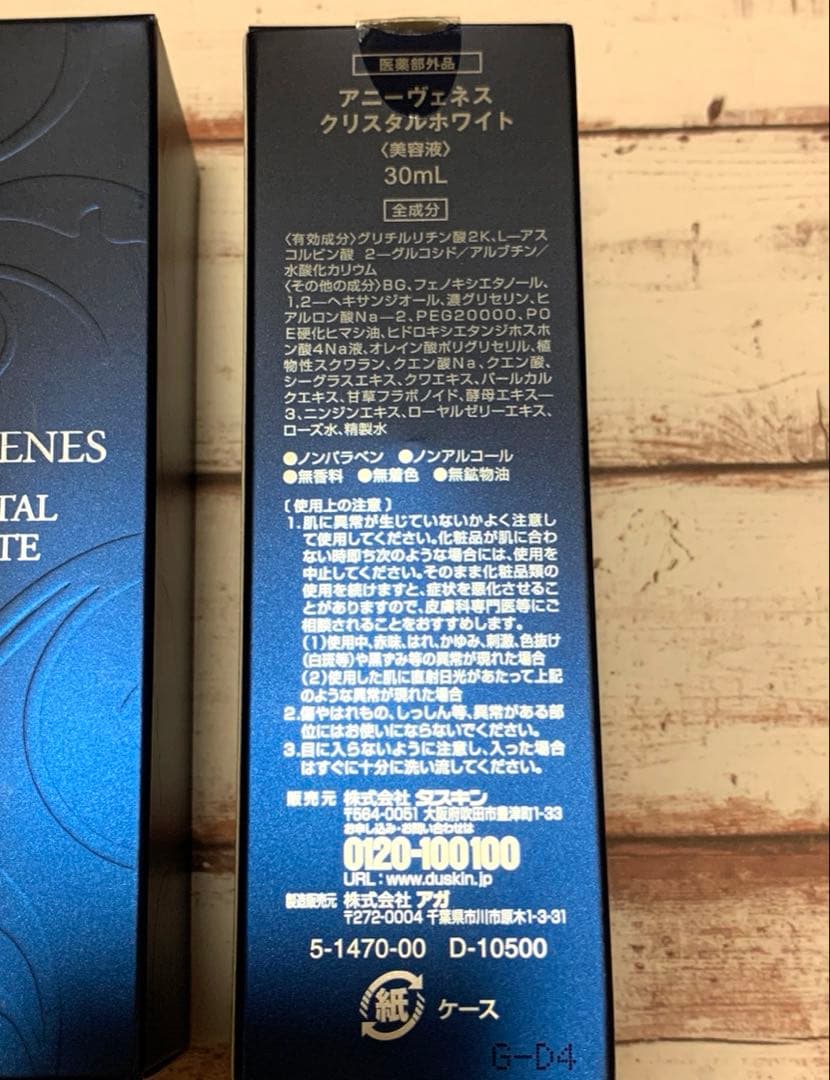 ENES
TAL
TE
医薬部外品
アニーヴェネス
クリスタルホワイト
〈美容液〉
30mL
全成分
〈有効成分〉グリチルリチン酸2K、L―アス
コルビン酸 2―グルコシド/アルブチン/
水酸化カリウム
〈その他の成分〉BG、フェノキシエタノール、
1,2―ヘキサンジオール、濃グリセリン、ヒ
アルロン酸Na―2、PEG20000、PO
E硬化ヒマシ油、ヒドロキシエタンジホスホ
ン酸4Na液、オレイン酸ポリグリセリル、植
物性スクワラン、クエン酸Na、クエン酸、
シーグラスエキス、クワエキス、パールカル
クエキス、甘草フラボノイド、酵母エキス―
3、ニンジンエキス、ローヤルゼリーエキス、
ローズ水、精製水
●ノンパラベン ●ノンアルコール
●無香料 ●無着色 ●無鉱物油
〔使用上の注意〕
1.肌に異常が生じていないかよく注意し
て使用してください。化粧品が肌に合わ
ない時即ち次のような場合には、使用を
中止してください。そのまま化粧品類の
使用を続けますと、症状を悪化させるこ
とがありますので、皮膚科専門医等にご
相談されることをおすすめします。
(1)使用中、赤味、はれ、かゆみ、刺激、色抜け
(白斑等)や黒ずみ等の異常が現れた場合
(2)使用した肌に直射日光があたって上記
のような異常が現れた場合
2.傷やはれもの、しっしん等、異常がある部
位にはお使いにならないでください。
3.目に入らないように注意し、入った場合
はすぐに十分に洗い流してください。
販売元 株式会社 ダスキン
〒564-0051 大阪府吹田市豊津町1-33
お申し込み・お問い合わせは
0120-100100
URL:www.duskin.jp
製造販売元 株式会社 アガ
〒272-0004 千葉県市川市原木1-3-31
5-1470-00 D-10500
紙 ケース
G-D4